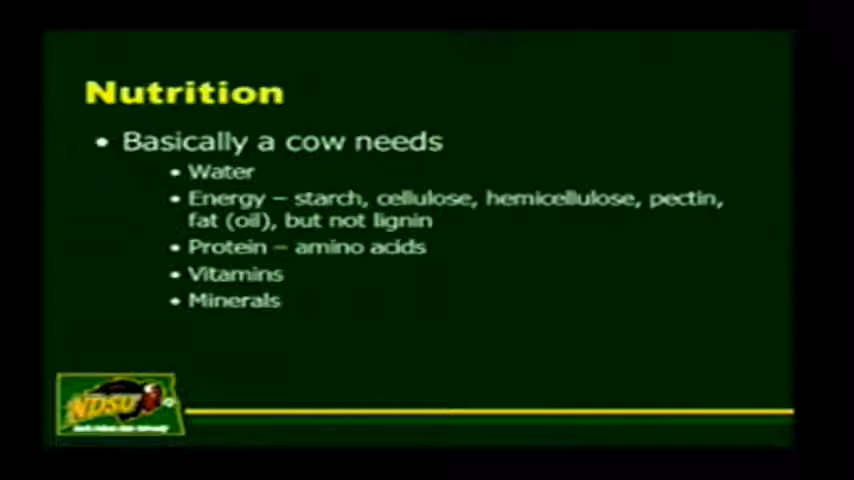 Nutrition
• Basically a cow needs
• Water
• Energy – starch, cellulose, hemicellulose, pectin,
fat (oil), but not lignin
• Protein – amino acids
• Vitamins
• Minerals
NDSU